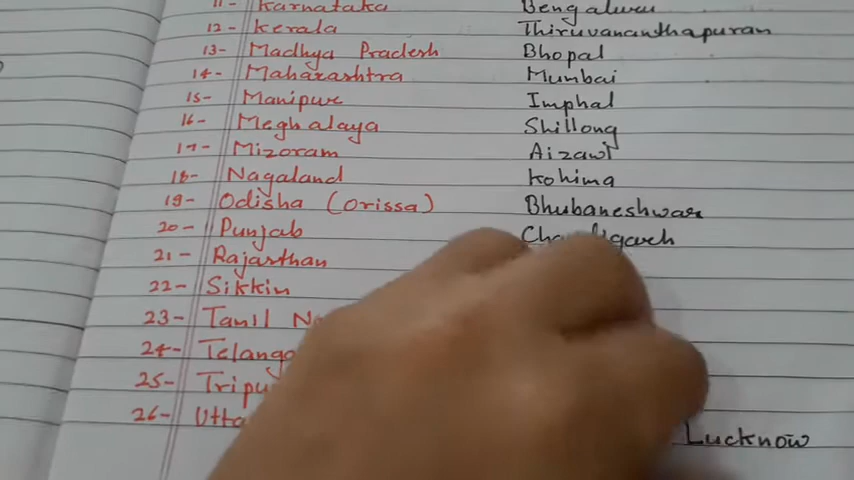 11- Karnataka Bengaluru
12- Kerala Thiruvananthapuran
13- Madhya Pradesh Bhopal
14- Maharashtra Mumbai
15- Manipur Imphal
16- Meghalaya Shillong
17- Mizoram Aizawl
18- Nagaland Kohima
19- Odisha (Orissa) Bhubaneshwar
20- Punjab
21- Rajasthan
22- Sikkin
23- Tamil
24-
25-
26- Lucknow